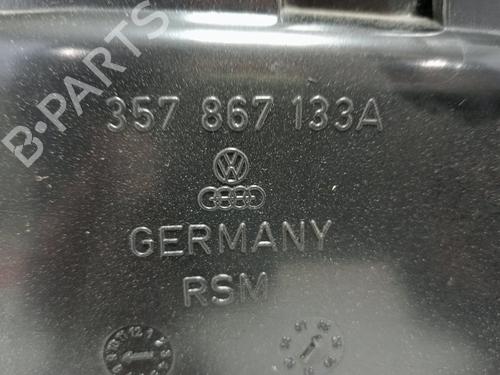 B-PARTS
357 867 133A
GERMANY
RSM